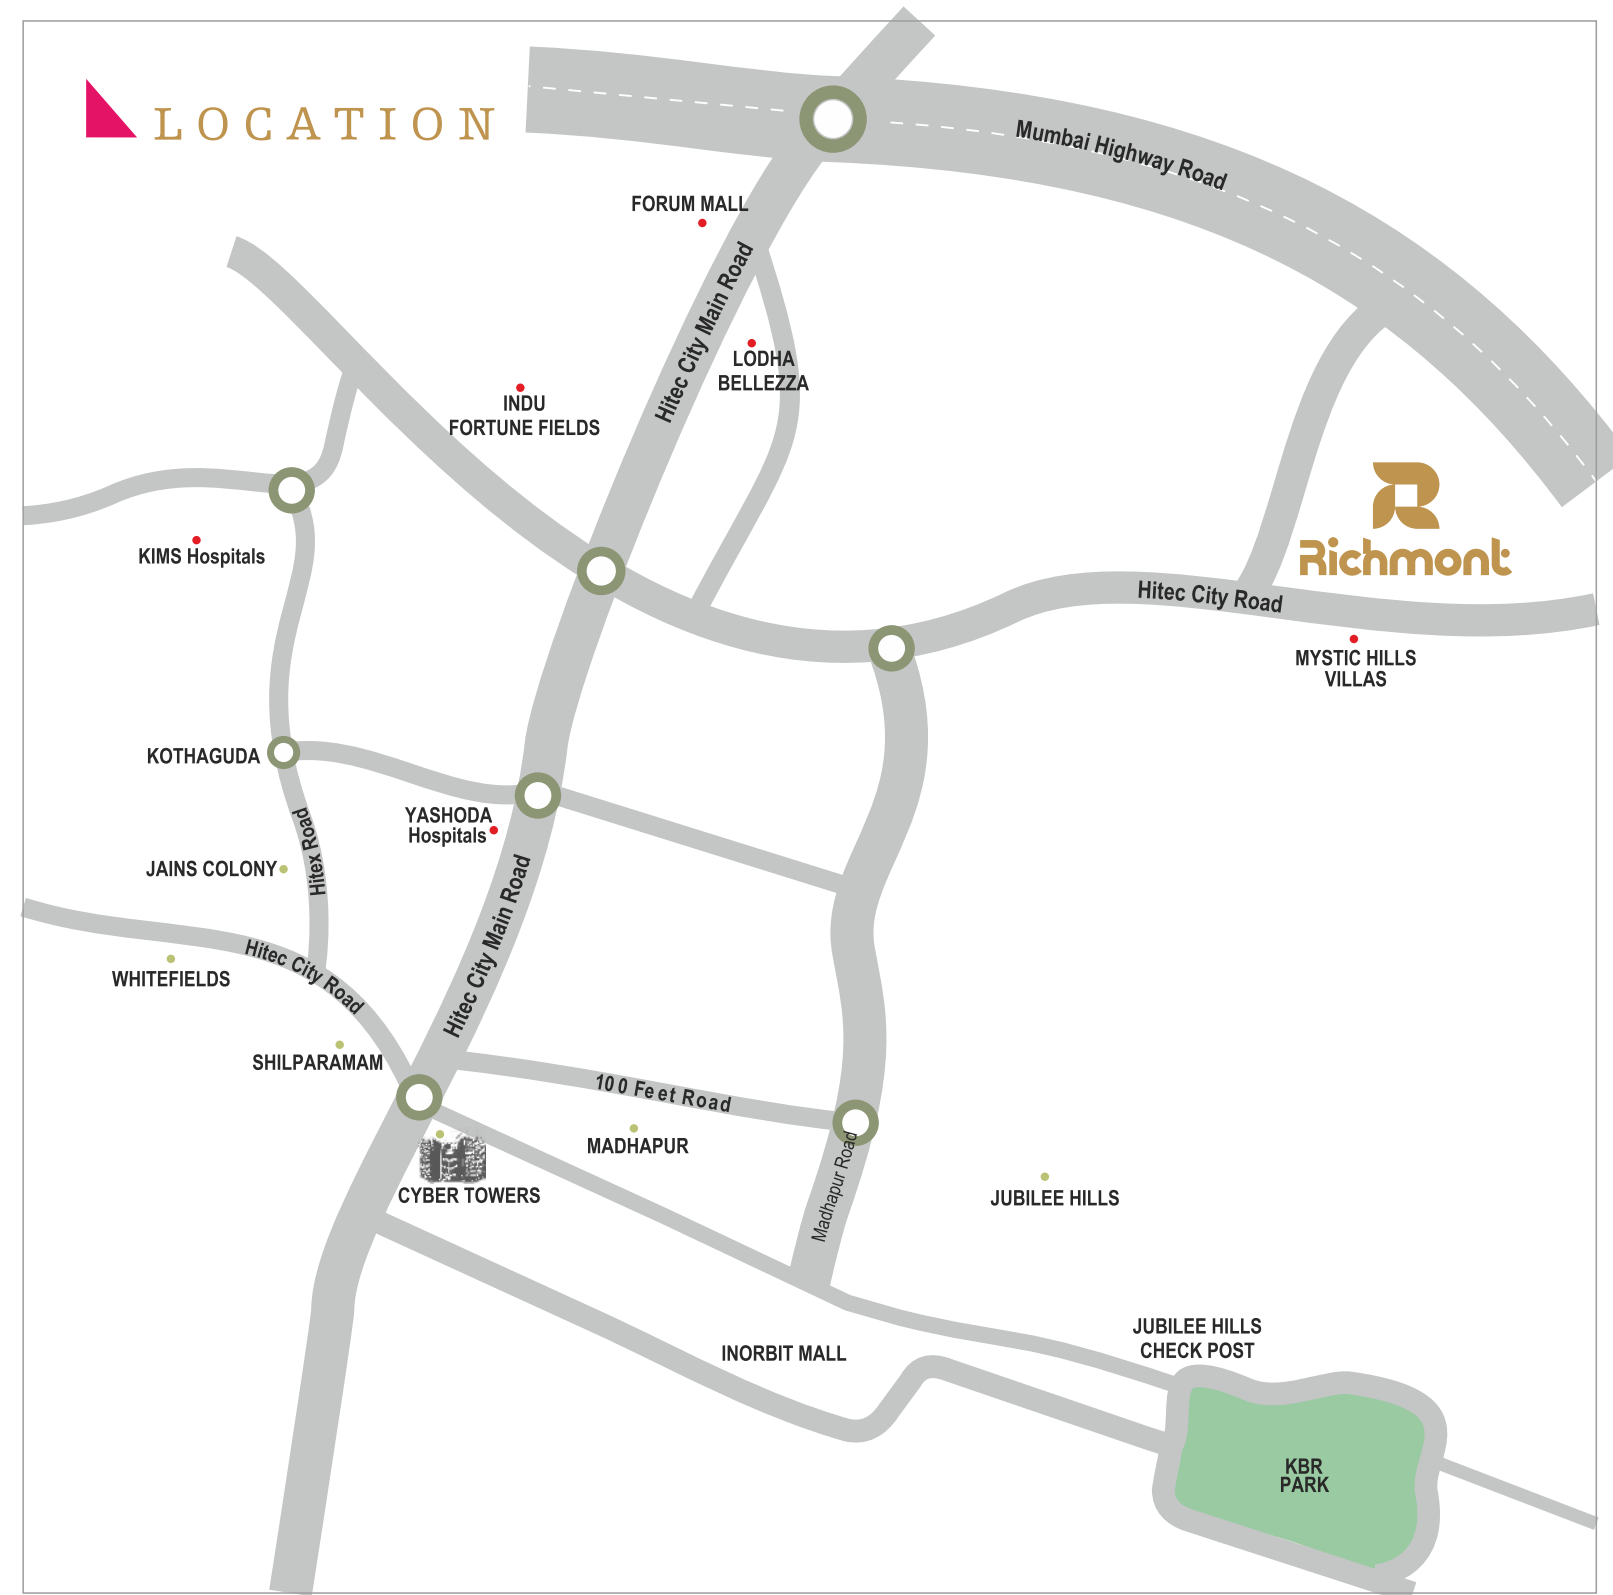 LOCATION
Mumbai Highway Road
FORUM MALL
Hitec City Main Road
LODHA
BELLEZZA
INDU
FORTUNE FIELDS
Richmont
KIMS Hospitals
Hitec City Road
MYSTIC HILLS
VILLAS
KOTHAGUDA
YASHODA
Hospitals
Hitex Road
JAINS COLONY
Hitec City Main Road
Hitec City Road
WHITEFIELDS
SHILPARAMAM
100 Feet Road
MADHAPUR
Madhapur Road
CYBER TOWERS
JUBILEE HILLS
JUBILEE HILLS
CHECK POST
INORBIT MALL
KBR
PARK